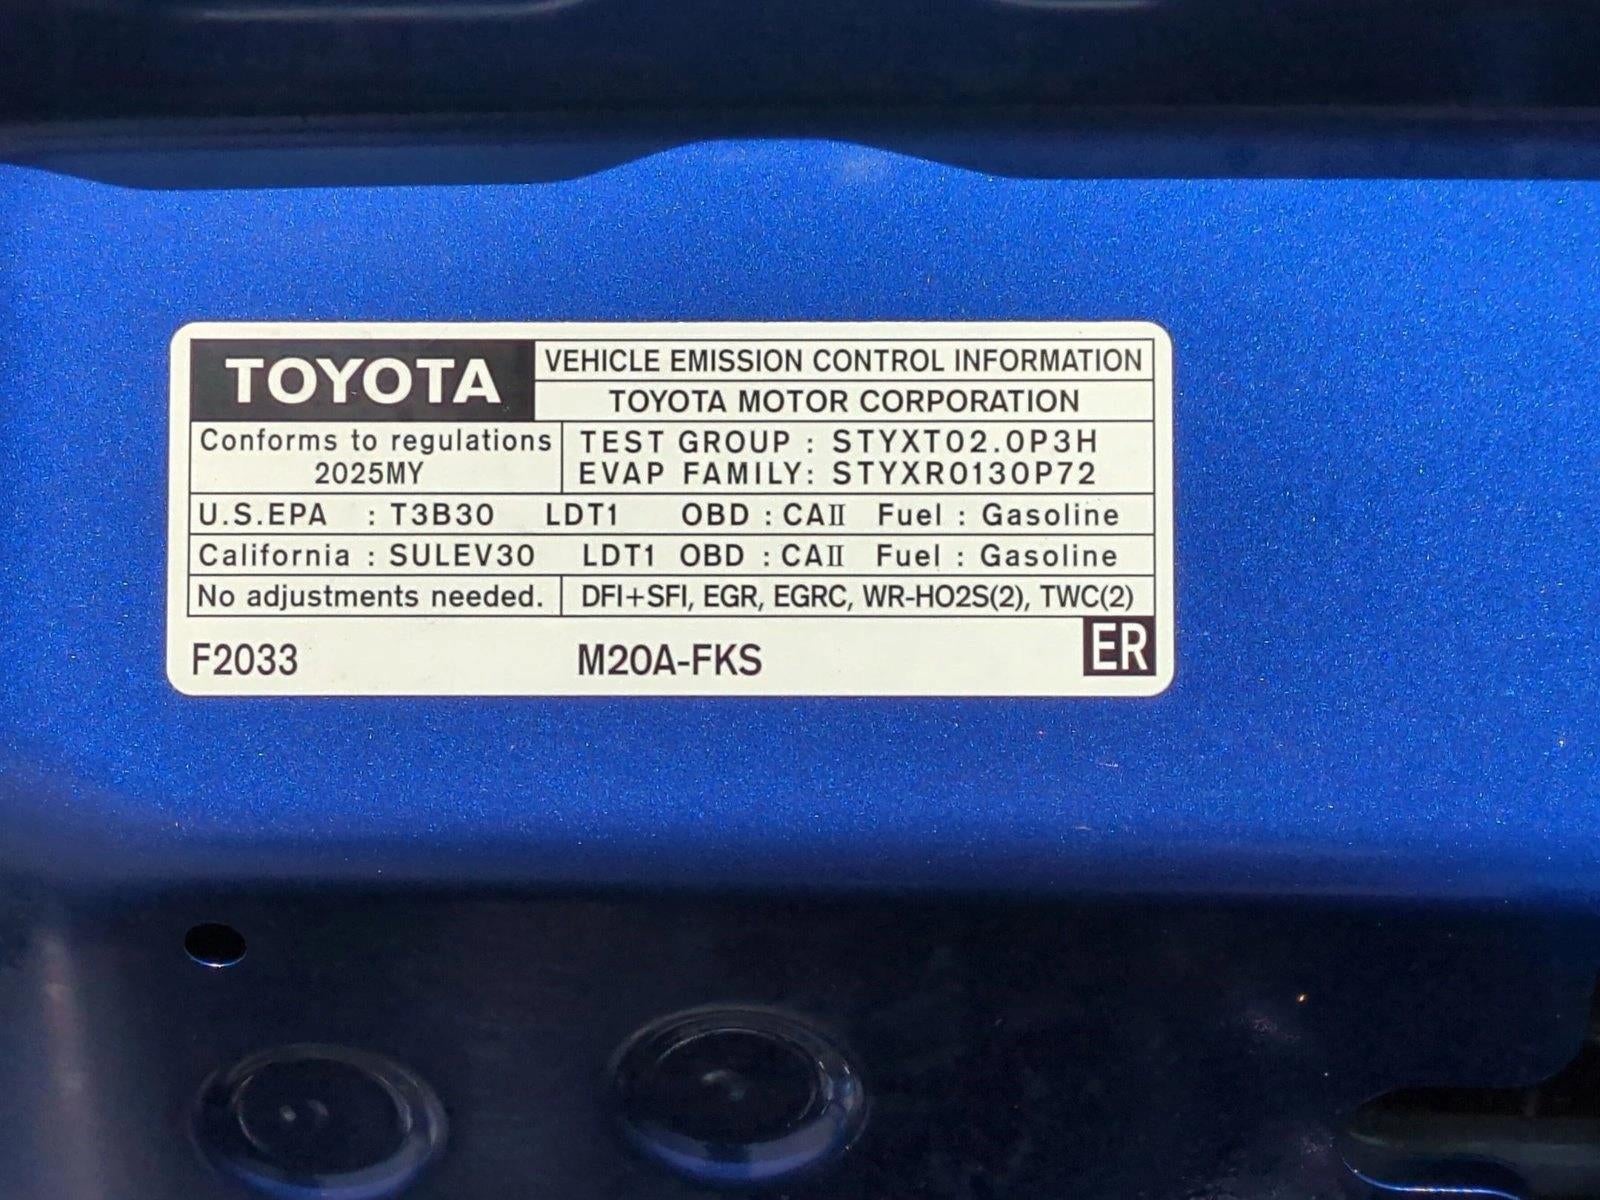 TOYOTA
VEHICLE EMISSION CONTROL INFORMATION
TOYOTA MOTOR CORPORATION
Conforms to regulations
2025MY
TEST GROUP : STYXT02.0P3H
EVAP FAMILY: STYXR0130P72
U.S.EPA : T3B30 LDT1 OBD : CAII Fuel : Gasoline
California : SULEV30 LDT1 OBD : CAII Fuel : Gasoline
No adjustments needed. DFI+SFI, EGR, EGRC, WR-HO2S(2), TWC(2)
F2033 M20A-FKS ER